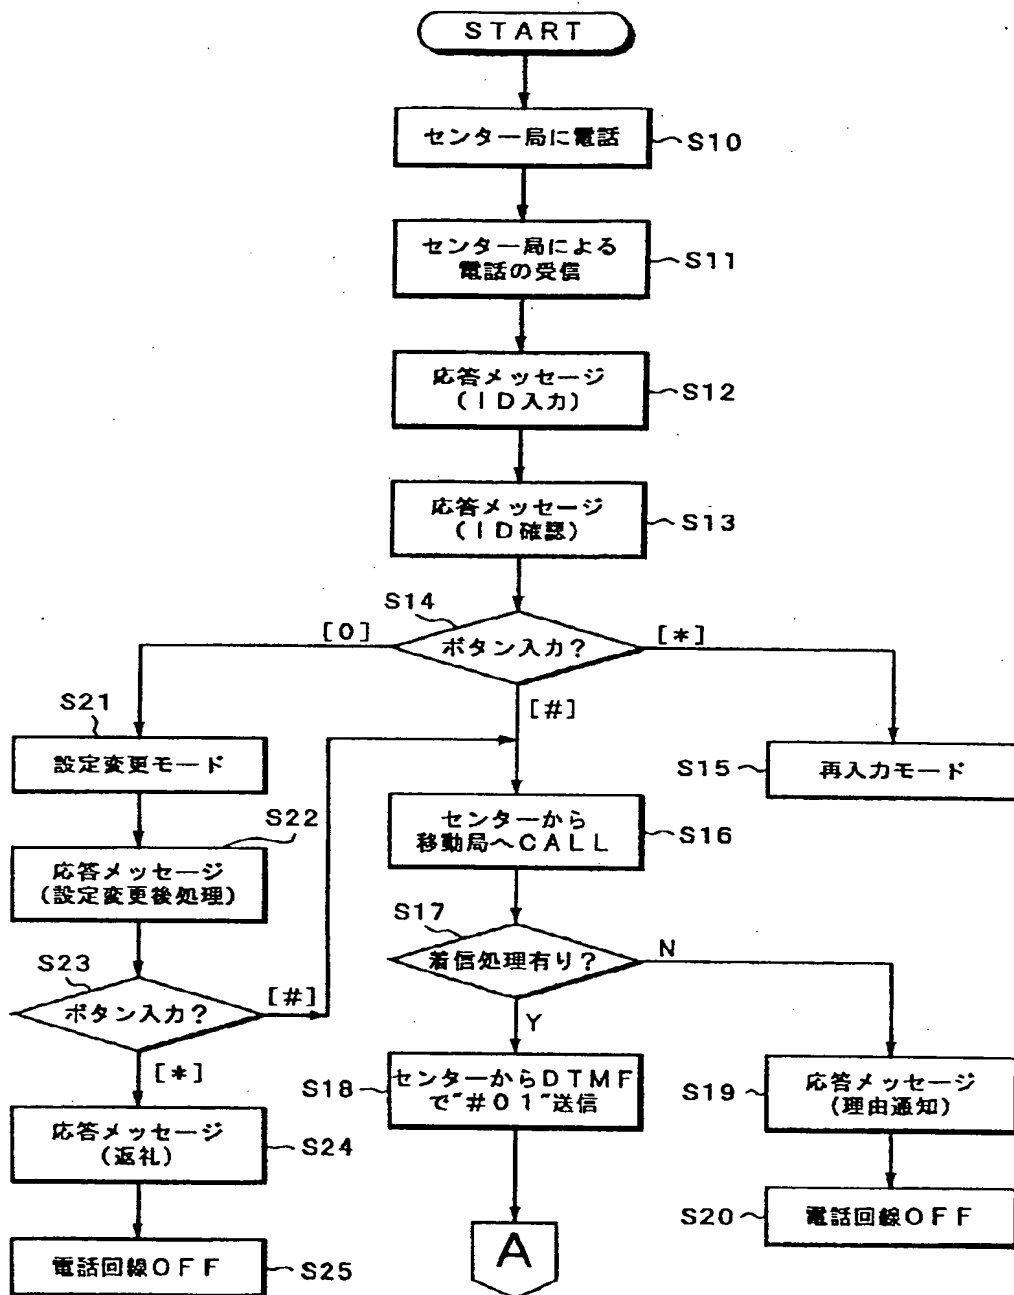 START
センター局に電話
S10
センター局による
電話の受信
S11
応答メッセージ
(ID入力)
S12
応答メッセージ
(ID確認)
S13
S14
ボタン入力?
[0]
[*]
[#]
S21
設定変更モード
S15
再入力モード
S22
応答メッセージ
(設定変更後処理)
センターから
移動局へCALL
S16
S23
ボタン入力?
[#]
[*]
S17
着信処理有り?
N
Y
S18
センターからDTMF
で"#01"送信
S19
応答メッセージ
(理由通知)
応答メッセージ
(返礼)
S24
S20
電話回線OFF
電話回線OFF
S25
A